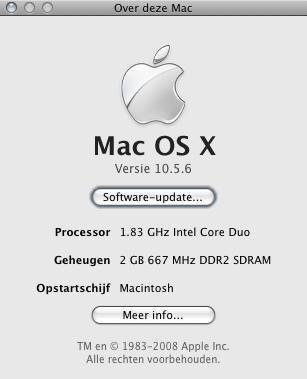 Over deze Mac
Mac OS X
Versie 10.5.6
Software-update...
Processor 1.83 GHz Intel Core Duo
Geheugen 2 GB 667 MHz DDR2 SDRAM
Opstartschijf Macintosh
Meer info...
TM en © 1983-2008 Apple Inc.
Alle rechten voorbehouden.